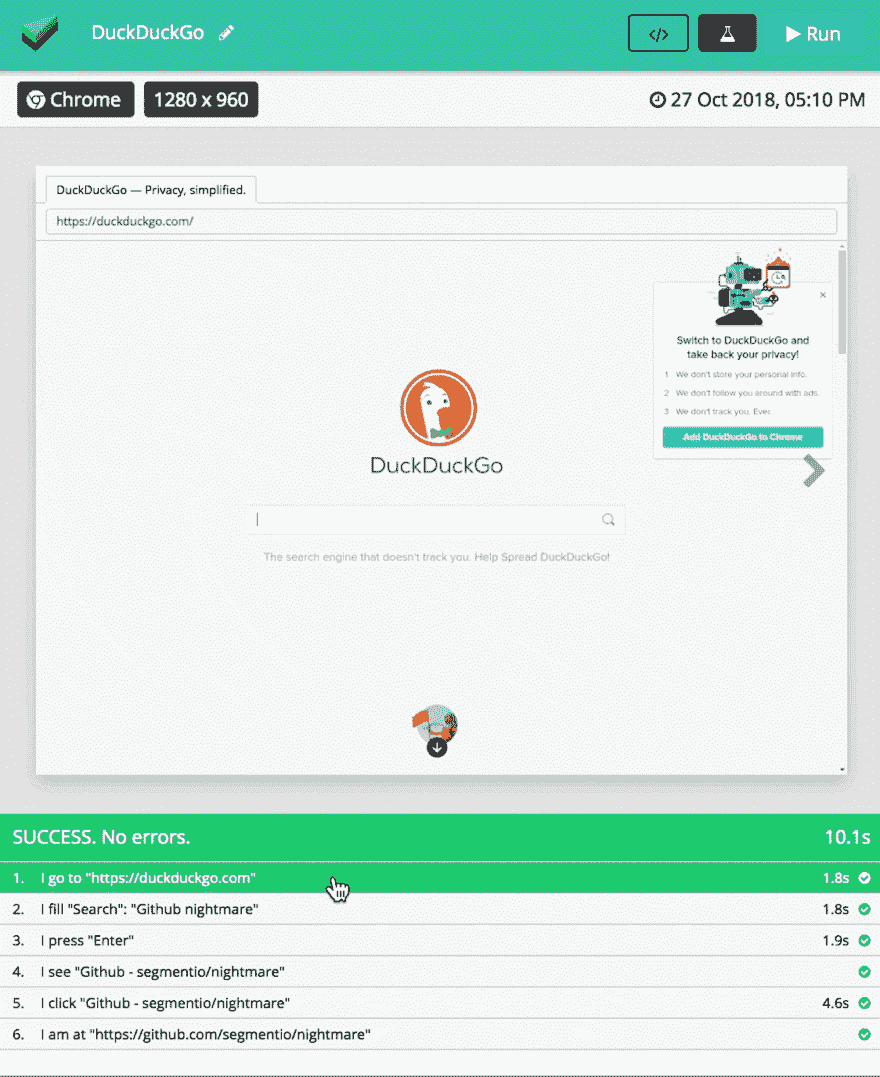 DuckDuckGo
</> Run
Chrome 1280 x 960 27 Oct 2018, 05:10 PM
DuckDuckGo — Privacy, simplified.
https://duckduckgo.com/
Switch to DuckDuckGo and
take back your privacy!
1 We don't store your personal info.
2 We don't follow you around with ads.
3 We don't track you. Ever.
Add DuckDuckGo to Chrome
DuckDuckGo
The search engine that doesn't track you. Help Spread DuckDuckGo!
SUCCESS. No errors. 10.1s
1. I go to "https://duckduckgo.com" 1.8s
2. I fill "Search": "Github nightmare" 1.8s
3. I press "Enter" 1.9s
4. I see "Github - segmentio/nightmare"
5. I click "Github - segmentio/nightmare" 4.6s
6. I am at "https://github.com/segmentio/nightmare"